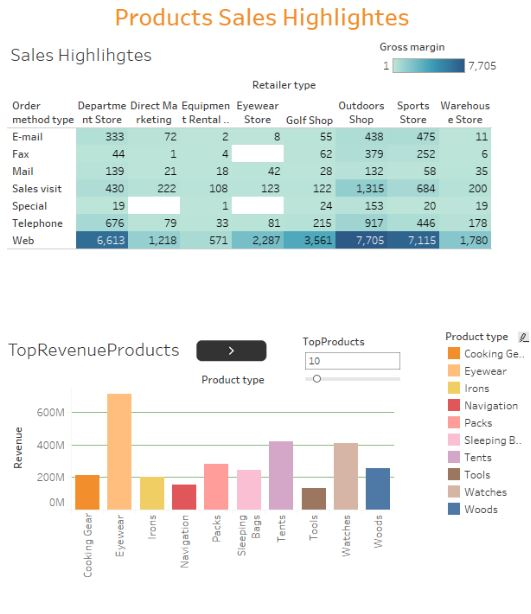 Products Sales Highlightes
Sales Highlihgtes
Gross margin
1 7,705
Retailer type
Order Departme Direct Ma Equipmen Eyewear Outdoors Sports Warehous
method type nt Store rketing t Rental .. Store Golf Shop Shop Store e Store
E-mail 333 72 2 8 55 438 475 11
Fax 44 1 4 62 379 252 6
Mail 139 21 18 42 28 132 58 35
Sales visit 430 222 108 123 122 1,315 684 200
Special 19 1 24 153 20 19
Telephone 676 79 33 81 215 917 446 178
Web 6,613 1,218 571 2,287 3,561 7,705 7,115 1,780
TopRevenueProducts
TopProducts
10
Product type
Revenue
600M
400M
200M
0M
Cooking Gear
Eyewear
Irons
Navigation
Packs
Sleeping
Bags
Tents
Tools
Watches
Woods
Product type
Cooking Ge..
Eyewear
Irons
Navigation
Packs
Sleeping B..
Tents
Tools
Watches
Woods